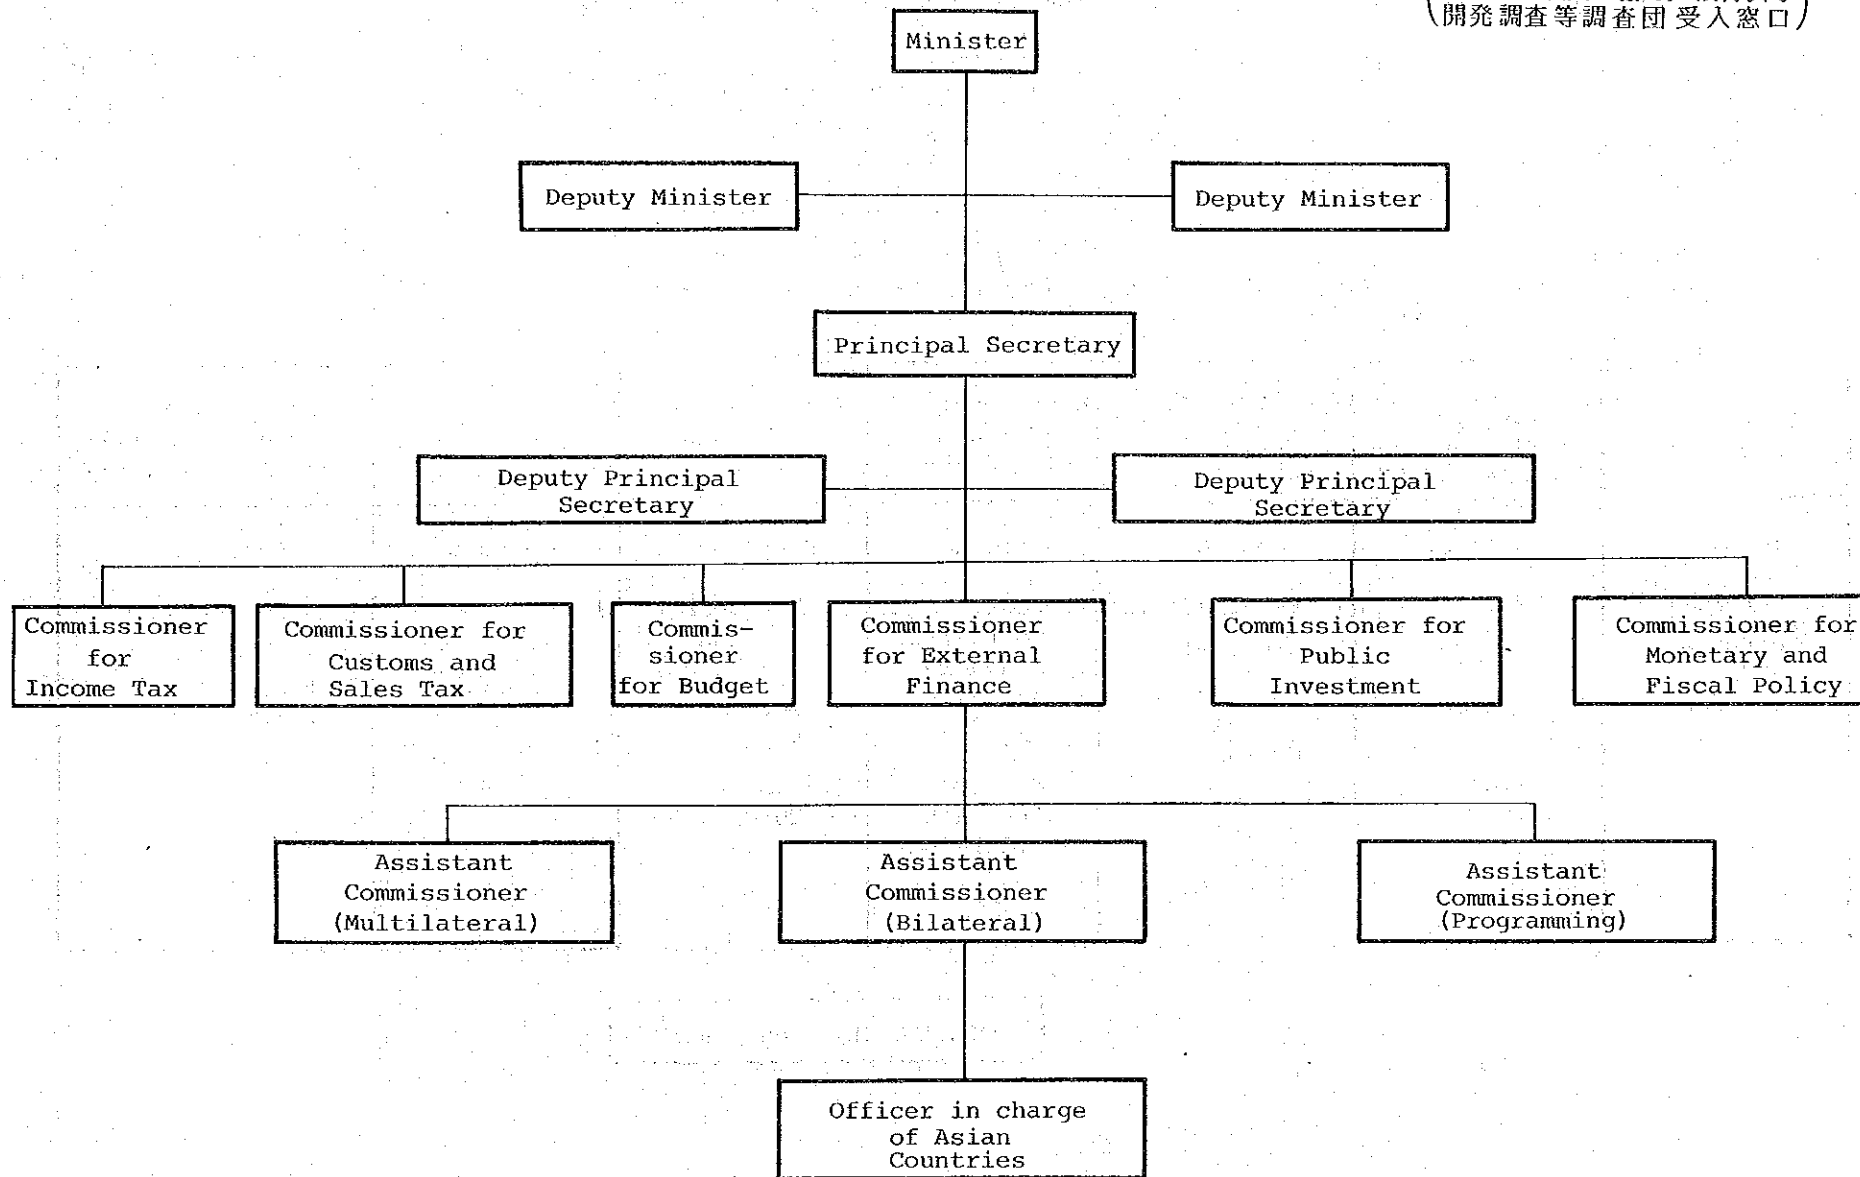 開発調査等調査団受入窓口
Minister
Deputy Minister
Deputy Minister
Principal Secretary
Deputy Principal
Secretary
Deputy Principal
Secretary
Commissioner
for
Income Tax
Commissioner for
Customs and
Sales Tax
Commis-
sioner
for Budget
Commissioner
for External
Finance
Commissioner for
Public
Investment
Commissioner for
Monetary and
Fiscal Policy
Assistant
Commissioner
(Multilateral)
Assistant
Commissioner
(Bilateral)
Assistant
Commissioner
(Programming)
Officer in charge
of Asian
Countries